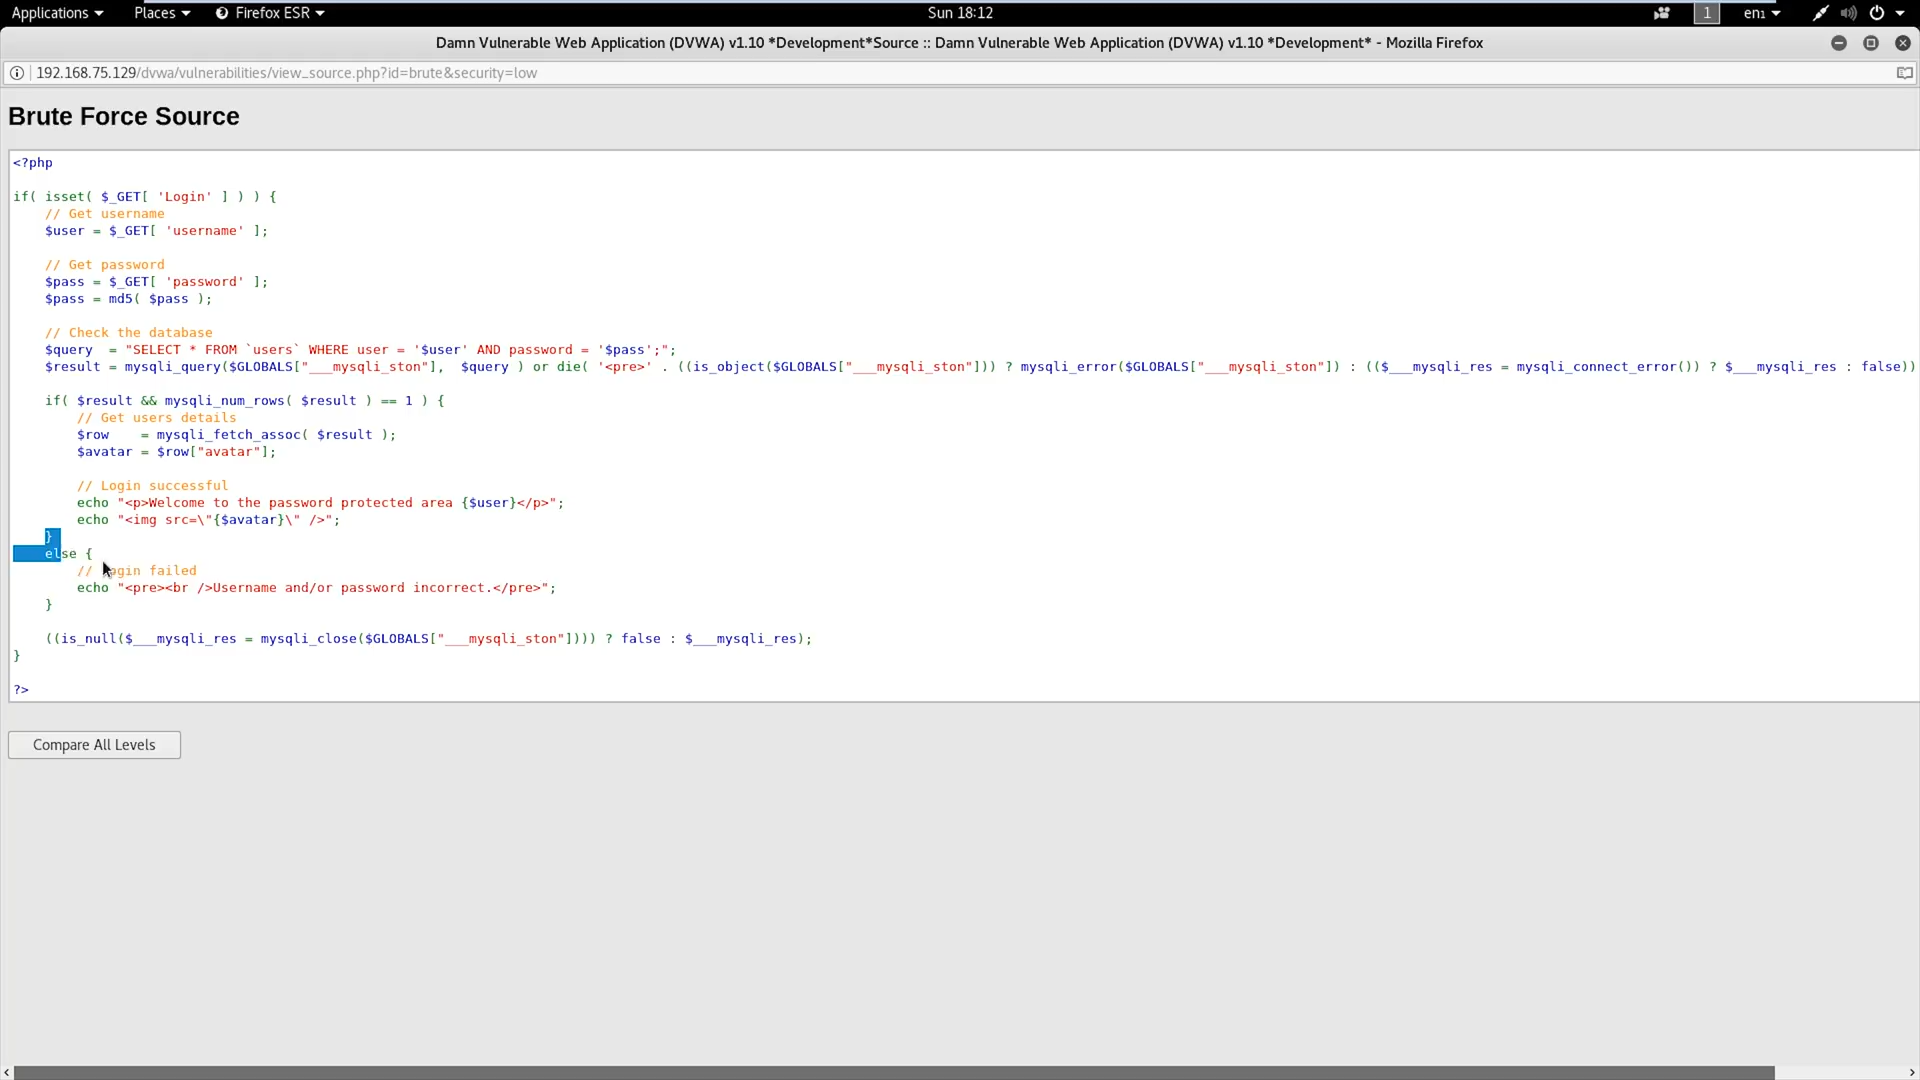 Applications Places Firefox ESR Sun 18:12 1 en1
Damn Vulnerable Web Application (DVWA) v1.10 *Development*Source :: Damn Vulnerable Web Application (DVWA) v1.10 *Development* - Mozilla Firefox
192.168.75.129/dvwa/vulnerabilities/view_source.php?id=brute&security=low
Brute Force Source
<?php
if( isset( $_GET[ 'Login' ] ) ) {
    // Get username
    $user = $_GET[ 'username' ];
    // Get password
    $pass = $_GET[ 'password' ];
    $pass = md5( $pass );
    // Check the database
    $query  = "SELECT * FROM `users` WHERE user = '$user' AND password = '$pass';";
    $result = mysqli_query($GLOBALS["___mysqli_ston"],  $query ) or die( '<pre>' . ((is_object($GLOBALS["___mysqli_ston"])) ? mysqli_error($GLOBALS["___mysqli_ston"]) : (($___mysqli_res = mysqli_connect_error()) ? $___mysqli_res : false))
    if( $result && mysqli_num_rows( $result ) == 1 ) {
        // Get users details
        $row    = mysqli_fetch_assoc( $result );
        $avatar = $row["avatar"];
        // Login successful
        echo "<p>Welcome to the password protected area {$user}</p>";
        echo "<img src=\"{$avatar}\" />";
    }
    else {
        // Login failed
        echo "<pre><br />Username and/or password incorrect.</pre>";
    }
    ((is_null($___mysqli_res = mysqli_close($GLOBALS["___mysqli_ston"]))) ? false : $___mysqli_res);
}
?>
Compare All Levels